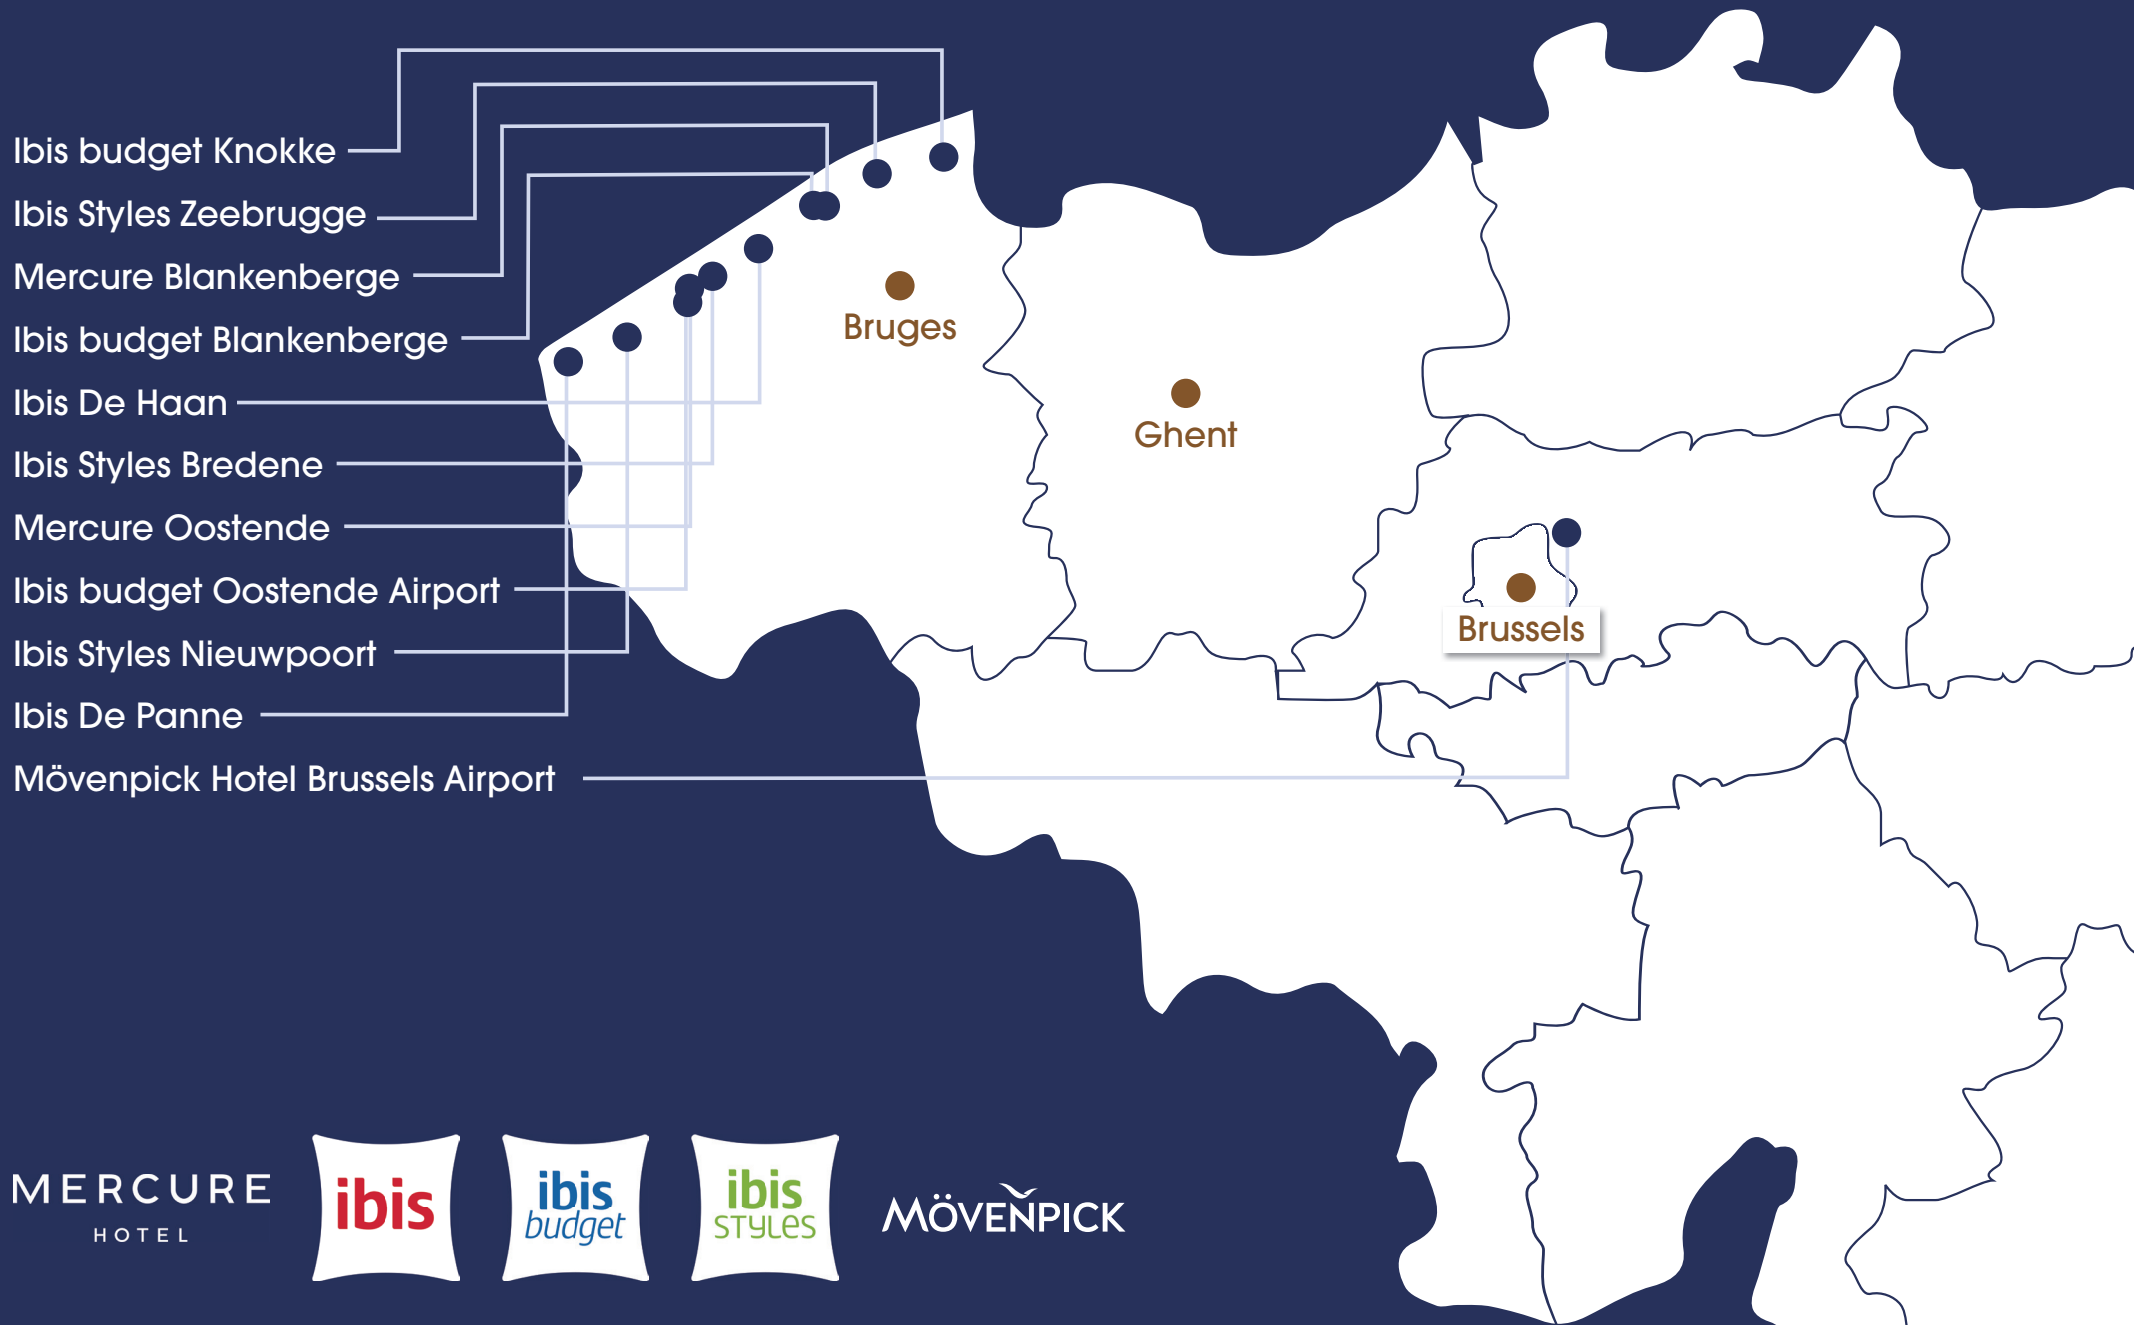 Ibis budget Knokke
Ibis Styles Zeebrugge
Mercure Blankenberge
Ibis budget Blankenberge
Ibis De Haan
Ibis Styles Bredene
Mercure Oostende
Ibis budget Oostende Airport
Ibis Styles Nieuwpoort
Ibis De Panne
Mövenpick Hotel Brussels Airport
Bruges
Ghent
Brussels
MERCURE
HOTEL
ibis
ibis
budget
ibis
STYLES
MÖVENPICK